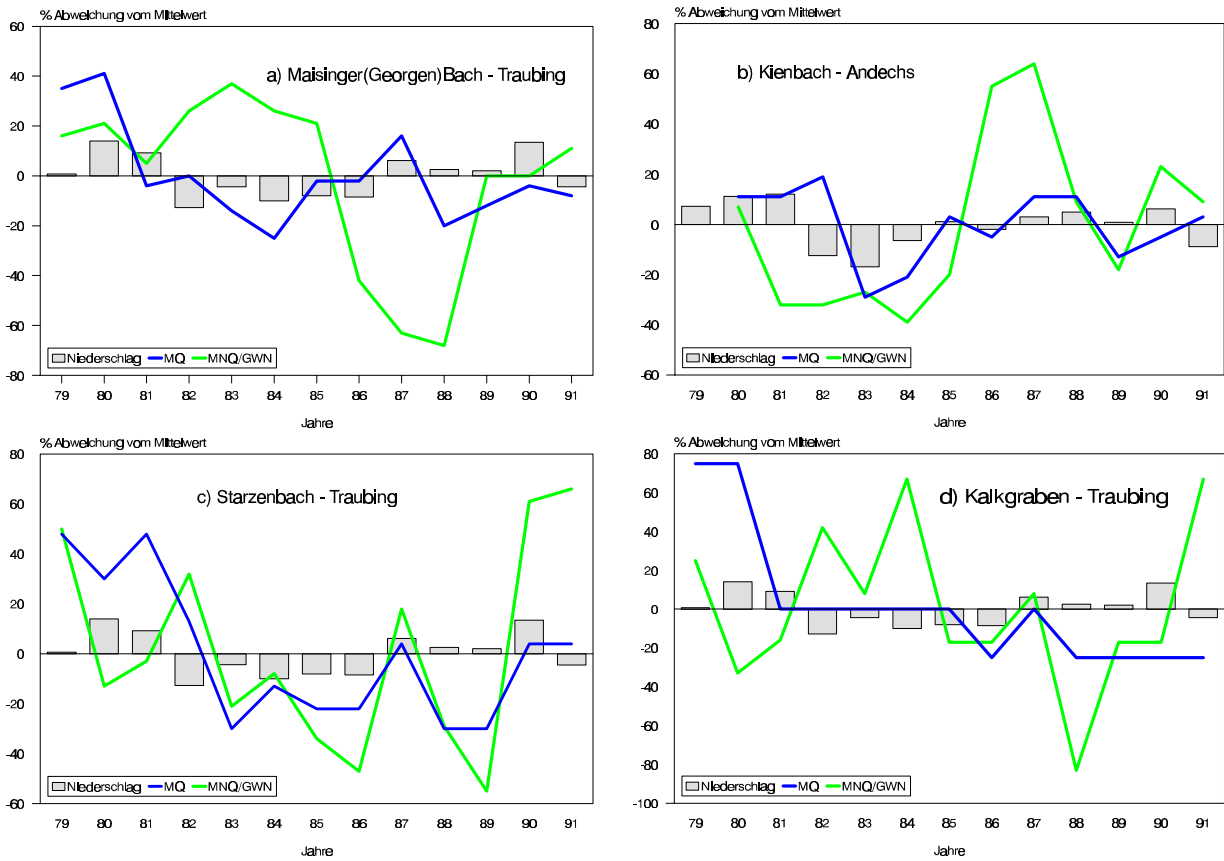 % Abweichung vom Mittelwert
60
40
20
0
-20
-40
-60
-80
a) Maisinger(Georgen)Bach - Traubing
Niederschlag MQ MNQ/GWN
79 80 81 82 83 84 85 86 87 88 89 90 91
Jahre
% Abweichung vom Mittelwert
80
60
40
20
0
-20
-40
-60
b) Kienbach - Andechs
Niederschlag MQ MNQ/GWN
79 80 81 82 83 84 85 86 87 88 89 90 91
Jahre
% Abweichung vom Mittelwert
80
60
40
20
0
-20
-40
-60
c) Starzenbach - Traubing
Niederschlag MQ MNQ/GWN
79 80 81 82 83 84 85 86 87 88 89 90 91
Jahre
% Abweichung vom Mittelwert
80
60
40
20
0
-20
-40
-60
-80
-100
d) Kalkgraben - Traubing
Niederschlag MQ MNQ/GWN
79 80 81 82 83 84 85 86 87 88 89 90 91
Jahre